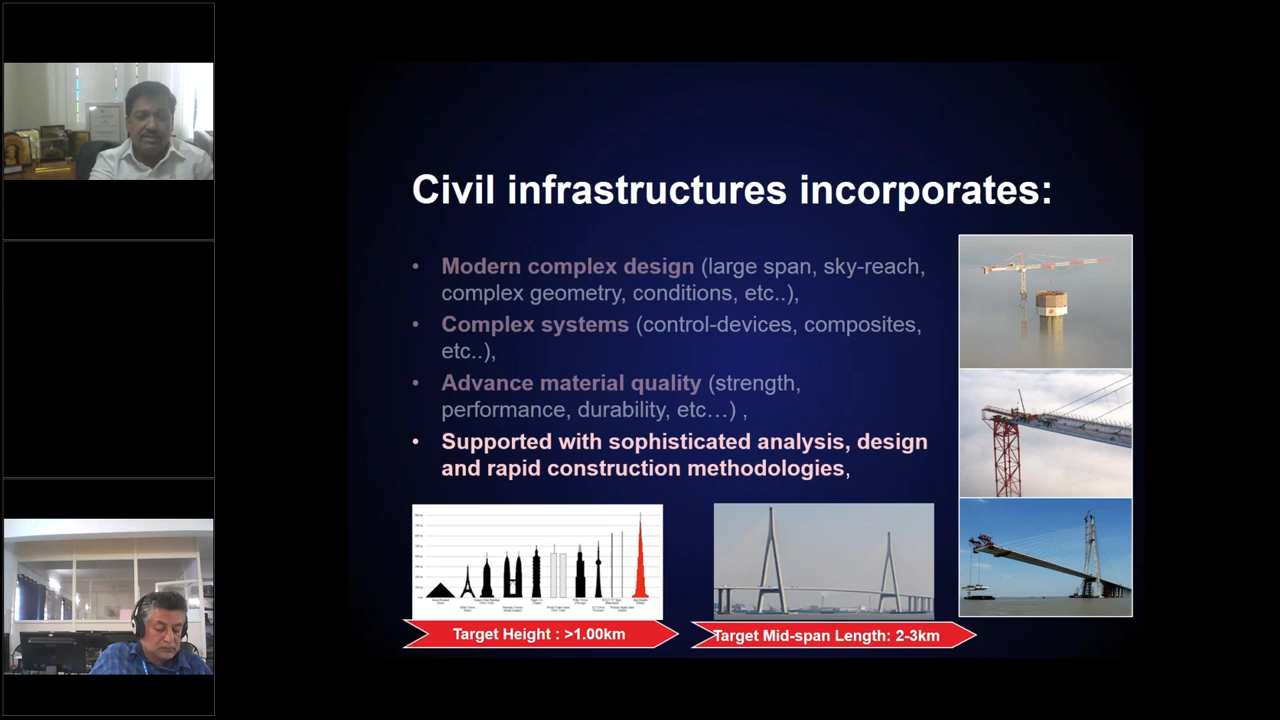 Civil infrastructures incorporates:
• Modern complex design (large span, sky-reach,
complex geometry, conditions, etc..),
• Complex systems (control-devices, composites,
etc..),
• Advance material quality (strength,
performance, durability, etc…) ,
• Supported with sophisticated analysis, design
and rapid construction methodologies,
Target Height : >1.00km
Target Mid-span Length: 2-3km